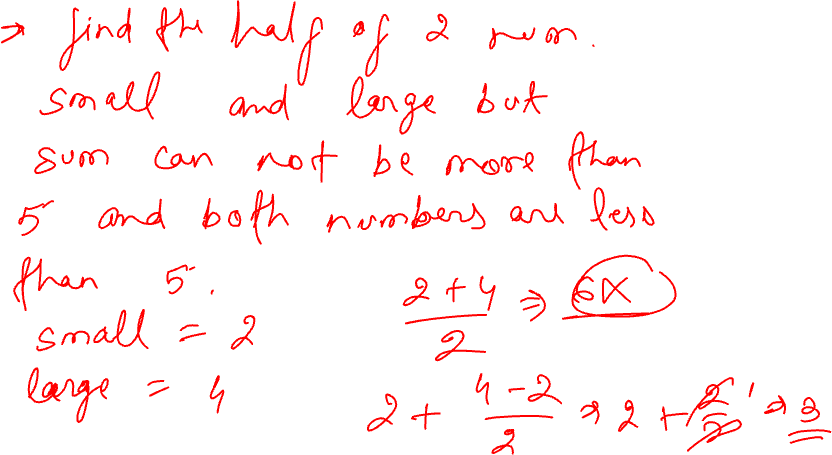 → find the half of 2 num.
small and large but
sum can not be more than
5 and both numbers are less
than 5.
small = 2
large = 4
2 + 4 / 2 ⇒ 6 X
2 + 4 - 2 / 2 ⇒ 2 + 2 / 2 1 ⇒ 3